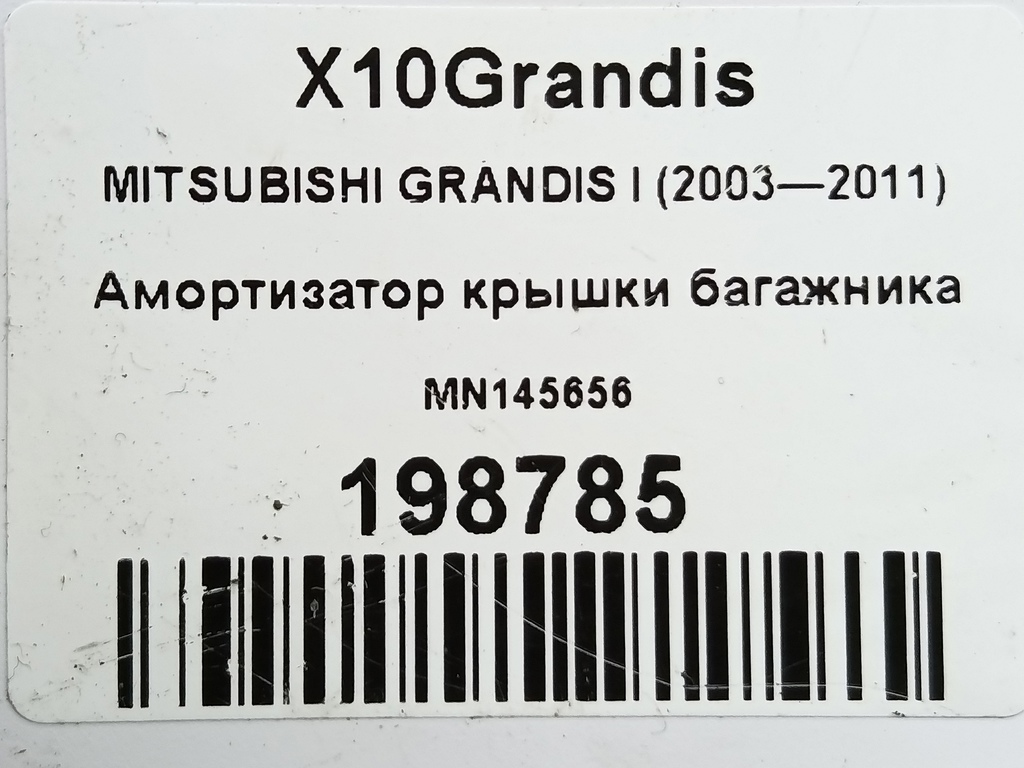 X10Grandis
MITSUBISHI GRANDIS I (2003—2011)
Амортизатор крышки багажника
MN145656
198785